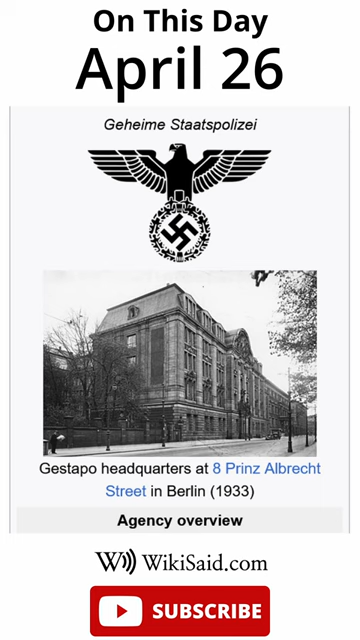 On This Day
April 26
Geheime Staatspolizei
Gestapo headquarters at 8 Prinz Albrecht
Street in Berlin (1933)
Agency overview
W WikiSaid.com
SUBSCRIBE